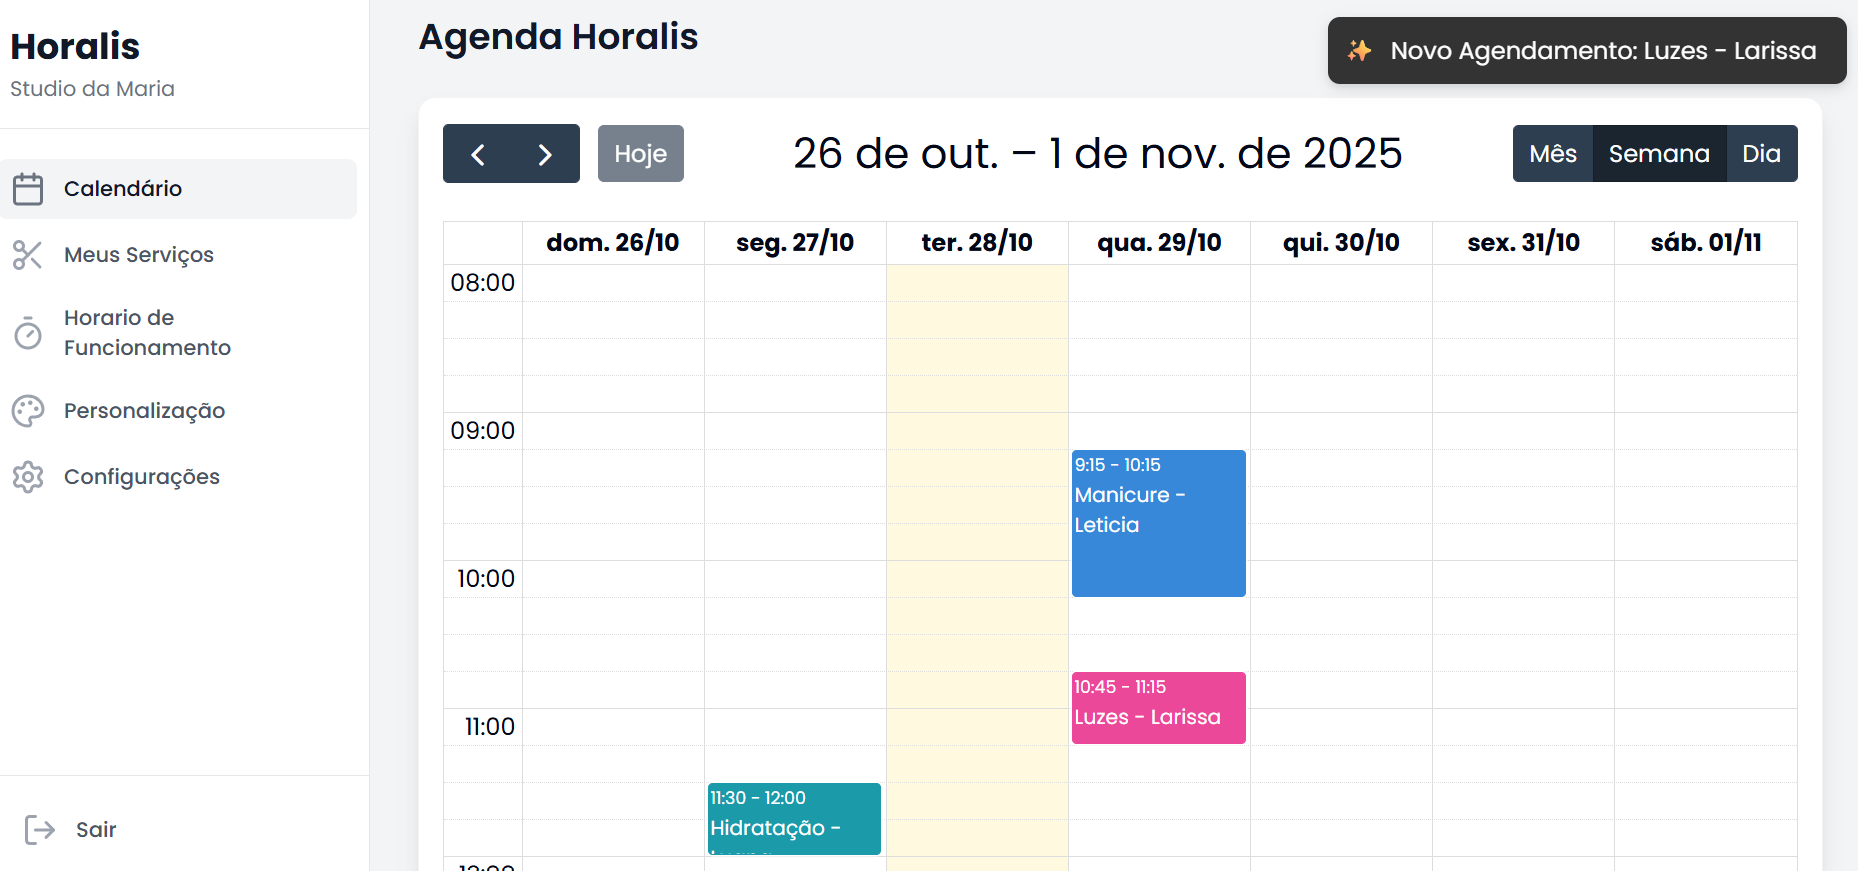 Horalis
Studio da Maria
Calendário
Meus Serviços
Horario de
Funcionamento
Personalização
Configurações
Sair
Agenda Horalis
Novo Agendamento: Luzes - Larissa
Hoje
26 de out. – 1 de nov. de 2025
Mês Semana Dia
dom. 26/10 seg. 27/10 ter. 28/10 qua. 29/10 qui. 30/10 sex. 31/10 sáb. 01/11
08:00
09:00
9:15 - 10:15
Manicure -
Leticia
10:00
10:45 - 11:15
Luzes - Larissa
11:00
11:30 - 12:00
Hidratação -